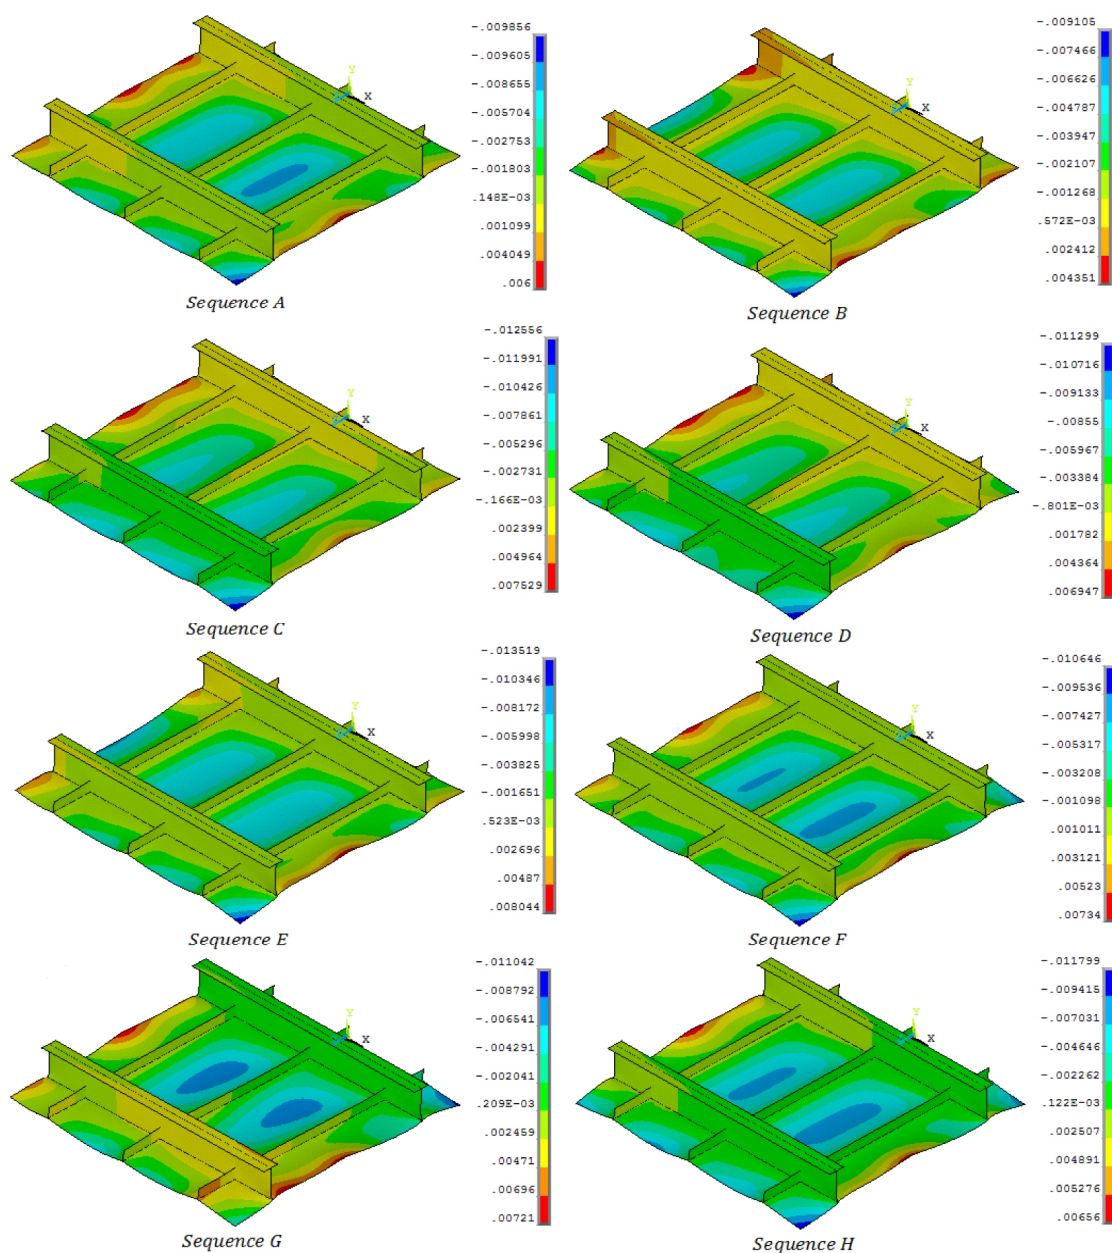 -.009856
-.009605
-.008655
-.005704
-.002753
-.001803
.148E-03
.001099
.004049
.006
Y
X
Sequence A
-.009105
-.007466
-.006626
-.004787
-.003947
-.002107
-.001268
.572E-03
.002412
.004351
Y
X
Sequence B
-.012556
-.011991
-.010426
-.007861
-.005296
-.002731
.166E-03
.002399
.004964
.007529
Y
X
Sequence C
-.011299
-.010716
-.009133
-.00855
-.005967
-.003384
-.801E-03
.001782
.004364
.006947
Y
X
Sequence D
-.013519
-.010346
-.008172
-.005998
-.003825
-.001651
.523E-03
.002696
.00487
.008044
Y
X
Sequence E
-.010646
-.009536
-.007427
-.005317
-.003208
-.001098
.001011
.003121
.00523
.00734
Y
X
Sequence F
-.011042
-.008792
-.006541
-.004291
-.002041
.209E-03
.002459
.00471
.00696
.00721
Y
X
Sequence G
-.011799
-.009415
-.007031
-.004646
-.002262
.122E-03
.002507
.004891
.005276
.00656
Y
X
Sequence H